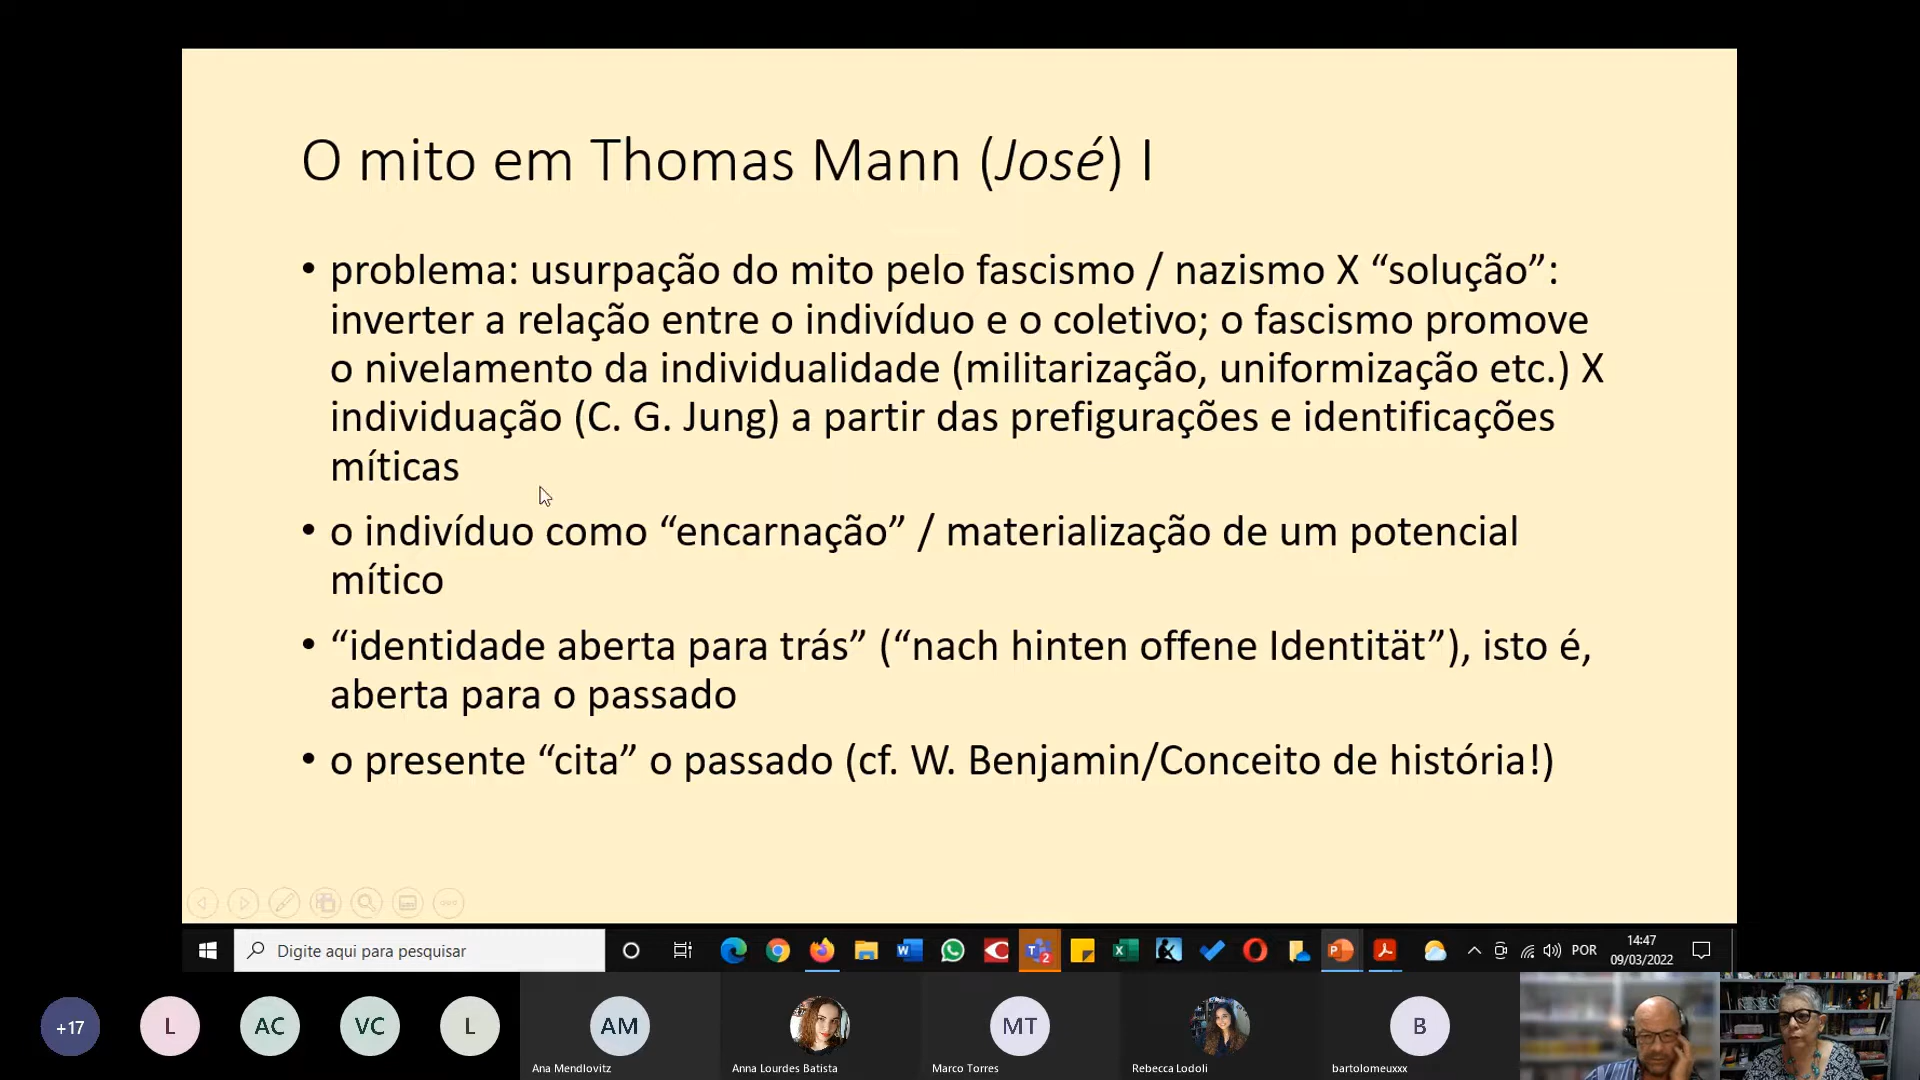 O mito em Thomas Mann (José) I
• problema: usurpação do mito pelo fascismo / nazismo X “solução”:
inverter a relação entre o indivíduo e o coletivo; o fascismo promove
o nivelamento da individualidade (militarização, uniformização etc.) X
individuação (C. G. Jung) a partir das prefigurações e identificações
míticas
• o indivíduo como “encarnação” / materialização de um potencial
mítico
• “identidade aberta para trás” (“nach hinten offene Identität”), isto é,
aberta para o passado
• o presente “cita” o passado (cf. W. Benjamin/Conceito de história!)
Digite aqui para pesquisar
2
POR
14:47
09/03/2022
+17
L
AC
VC
L
AM
MT
B
Ana Mendlovitz
Anna Lourdes Batista
Marco Torres
Rebecca Lodoli
bartolomeuxxx